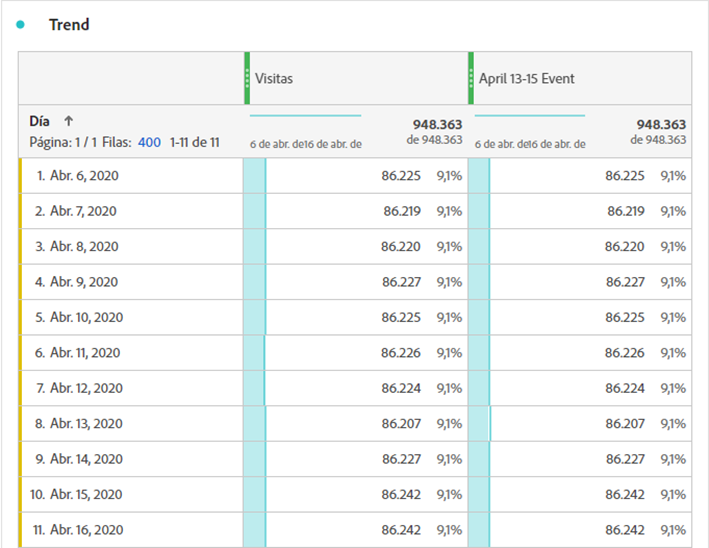 Trend
Visitas April 13-15 Event
Día ↑ 948.363 948.363
Página: 1 / 1 Filas: 400 1-11 de 11 6 de abr. de16 de abr. de de 948.363 6 de abr. de16 de abr. de de 948.363
1. Abr. 6, 2020 86.225 9,1% 86.225 9,1%
2. Abr. 7, 2020 86.219 9,1% 86.219 9,1%
3. Abr. 8, 2020 86.220 9,1% 86.220 9,1%
4. Abr. 9, 2020 86.227 9,1% 86.227 9,1%
5. Abr. 10, 2020 86.225 9,1% 86.225 9,1%
6. Abr. 11, 2020 86.226 9,1% 86.226 9,1%
7. Abr. 12, 2020 86.224 9,1% 86.224 9,1%
8. Abr. 13, 2020 86.207 9,1% 86.207 9,1%
9. Abr. 14, 2020 86.227 9,1% 86.227 9,1%
10. Abr. 15, 2020 86.242 9,1% 86.242 9,1%
11. Abr. 16, 2020 86.242 9,1% 86.242 9,1%